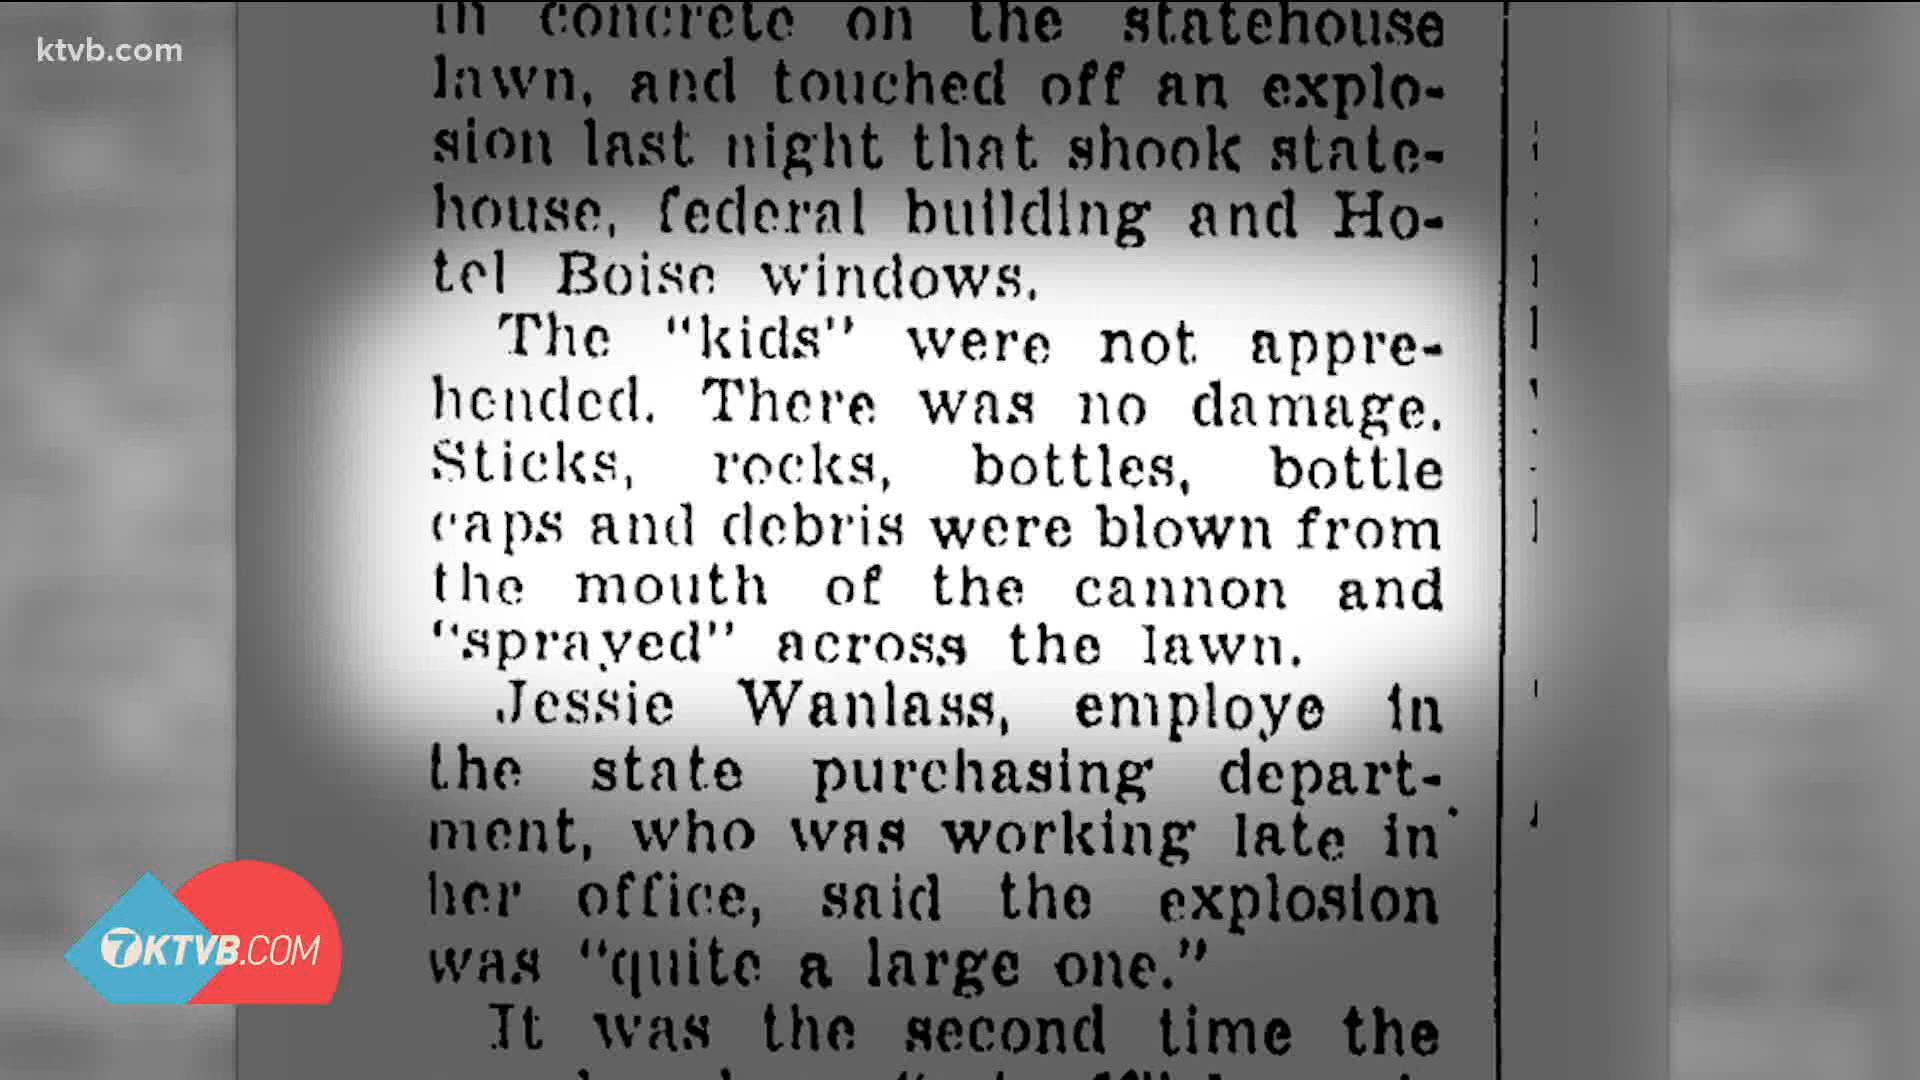 ktvb.com
in concrete on the statehouse
lawn, and touched off an explo-
sion last night that shook state-
house, federal building and Ho-
tel Boise windows.
The "kids" were not appre-
hended. There was no damage.
Sticks, rocks, bottles, bottle
caps and debris were blown from
the mouth of the cannon and
"sprayed" across the lawn.
Jessie Wanlass, employe in
the state purchasing depart-
ment, who was working late in
her office, said the explosion
was "quite a large one."
It was the second time the
7KTVB.COM